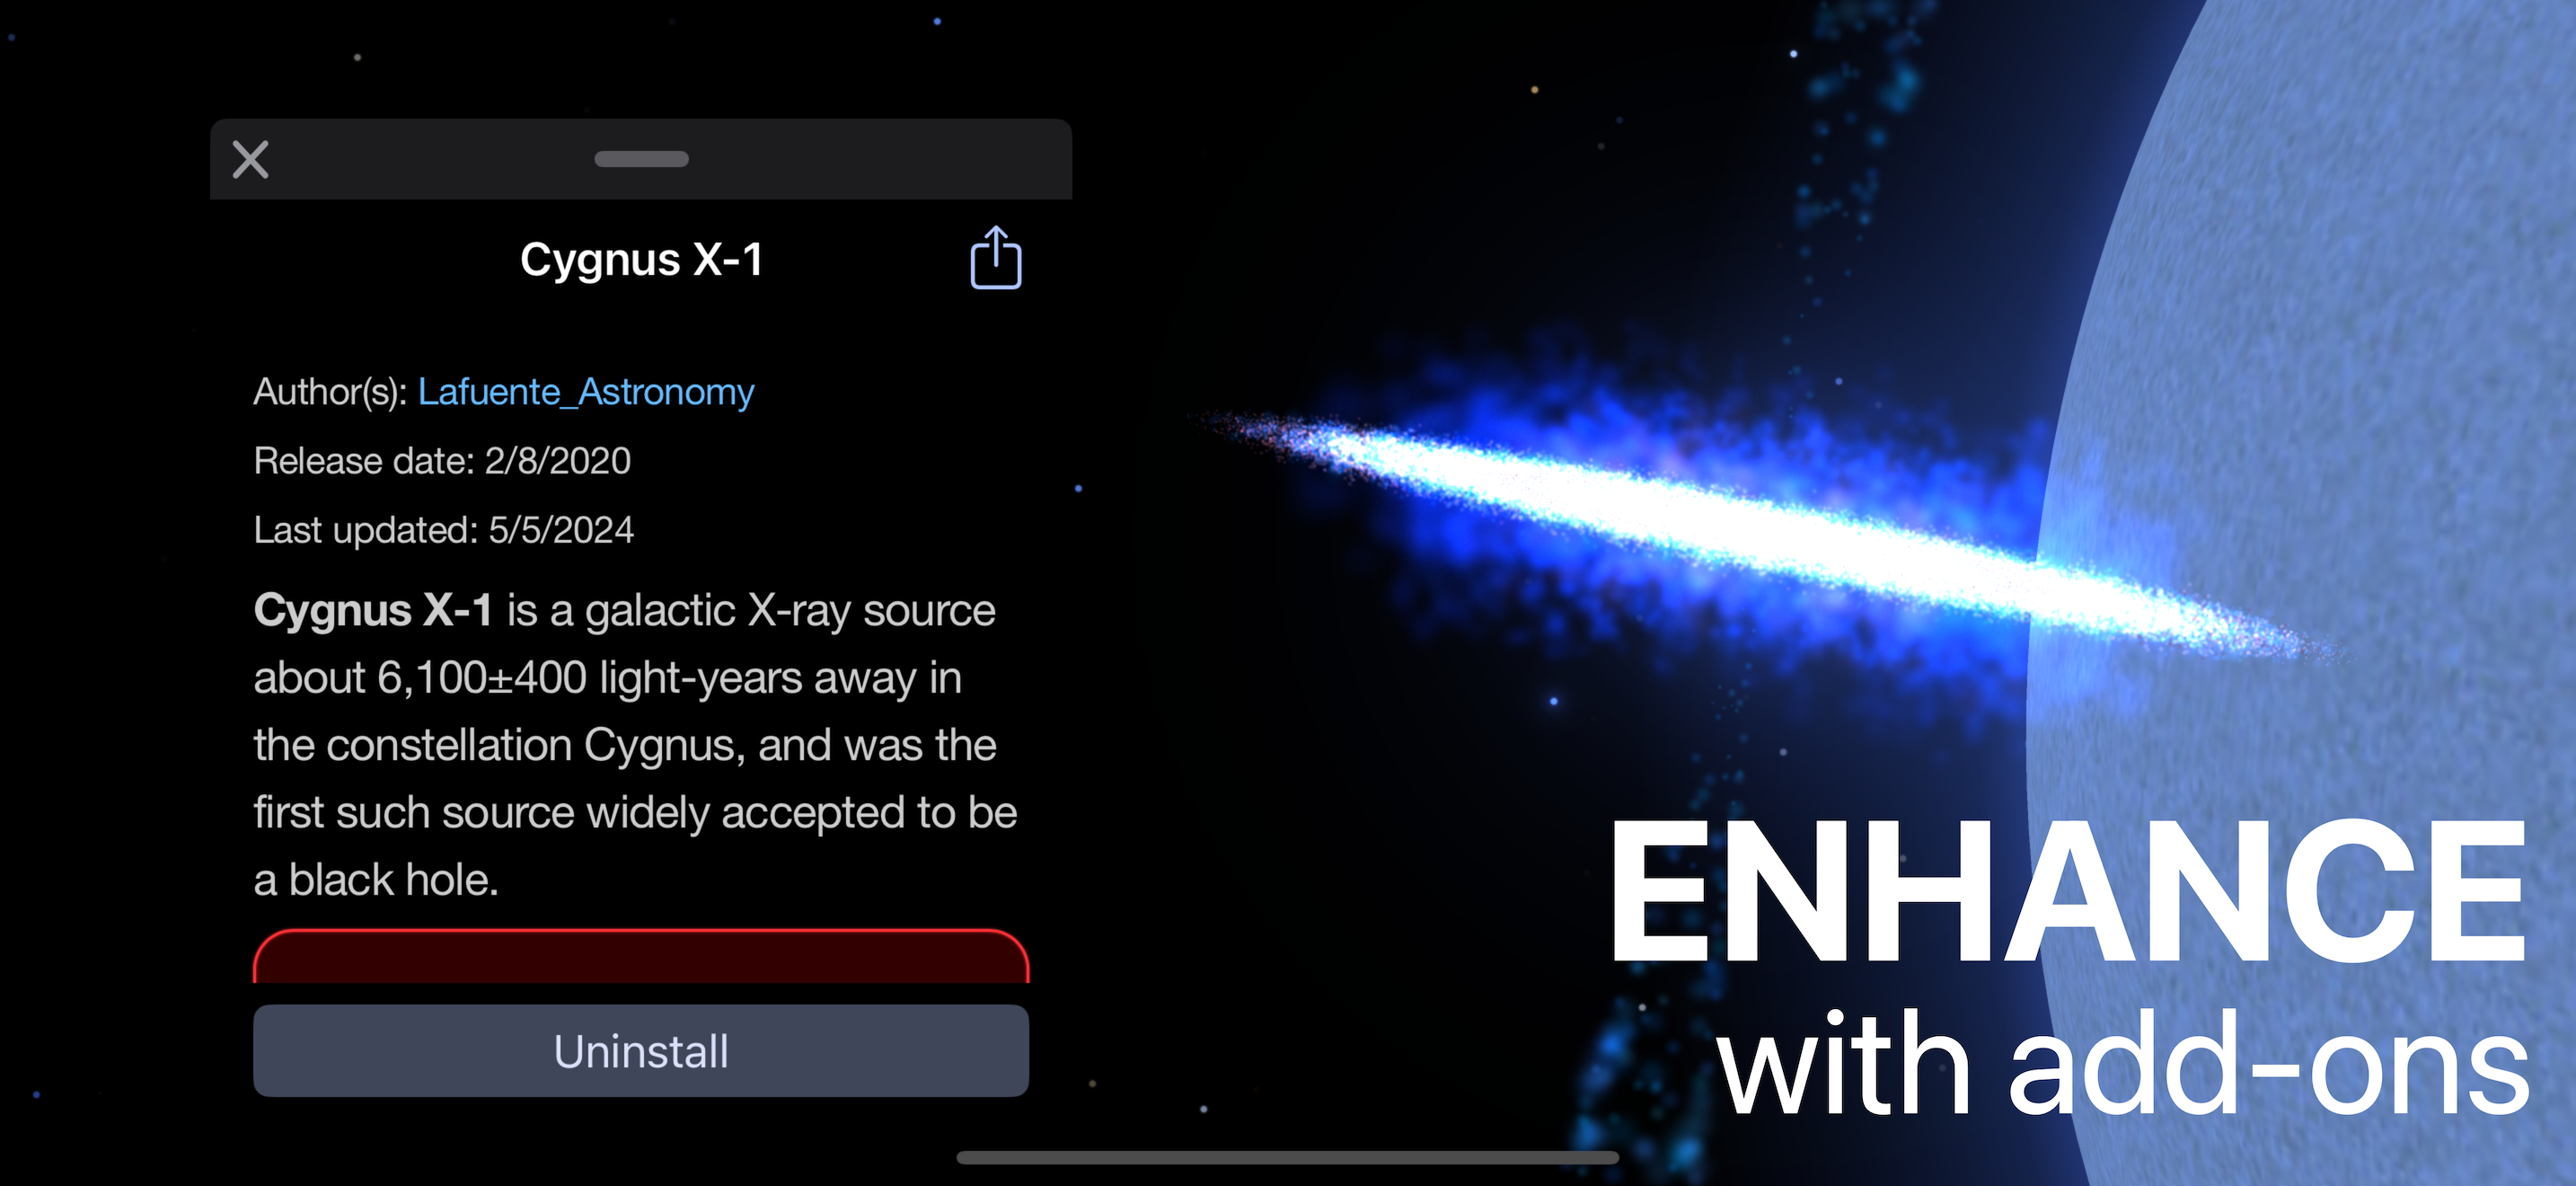 Cygnus X-1
Author(s): Lafuente_Astronomy
Release date: 2/8/2020
Last updated: 5/5/2024
Cygnus X-1 is a galactic X-ray source
about 6,100±400 light-years away in
the constellation Cygnus, and was the
first such source widely accepted to be
a black hole.
Uninstall
ENHANCE
with add-ons